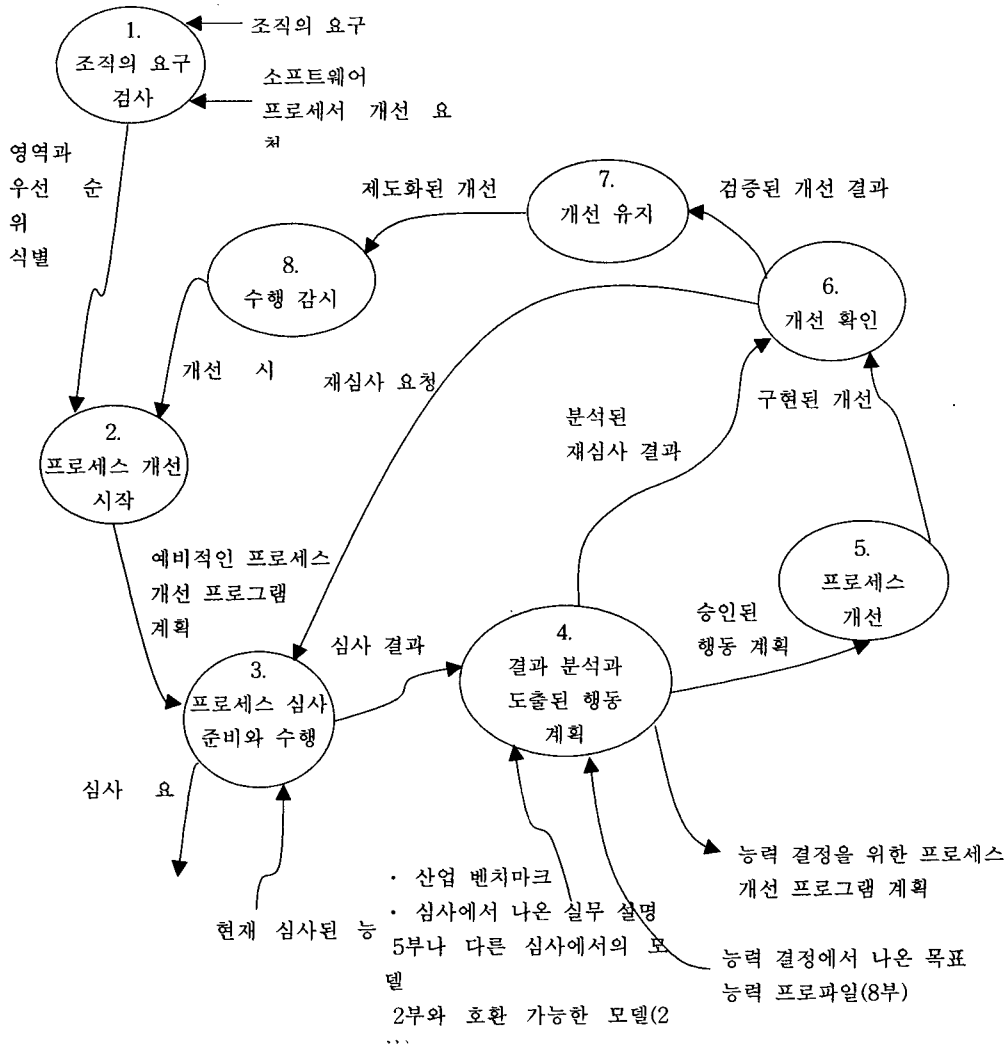 1.
조직의 요구
검사
조직의 요구
소프트웨어
프로세서 개선 요
영역과
우선 순
위
식별
7.
개선 유지
제도화된 개선
검증된 개선 결과
8.
수행 감시
6.
개선 확인
개선 시
재심사 요청
구현된 개선
분석된
재심사 결과
2.
프로세스 개선
시작
예비적인 프로세스
개선 프로그램
계획
5.
프로세스
개선
승인된
행동 계획
심사 결과
4.
결과 분석과
도출된 행동
계획
3.
프로세스 심사
준비와 수행
심사 요
현재 심사된 능
· 산업 벤치마크
· 심사에서 나온 실무 설명
5부나 다른 심사에서의 모
델
2부와 호환 가능한 모델(2
능력 결정을 위한 프로세스
개선 프로그램 계획
능력 결정에서 나온 목표
능력 프로파일(8부)